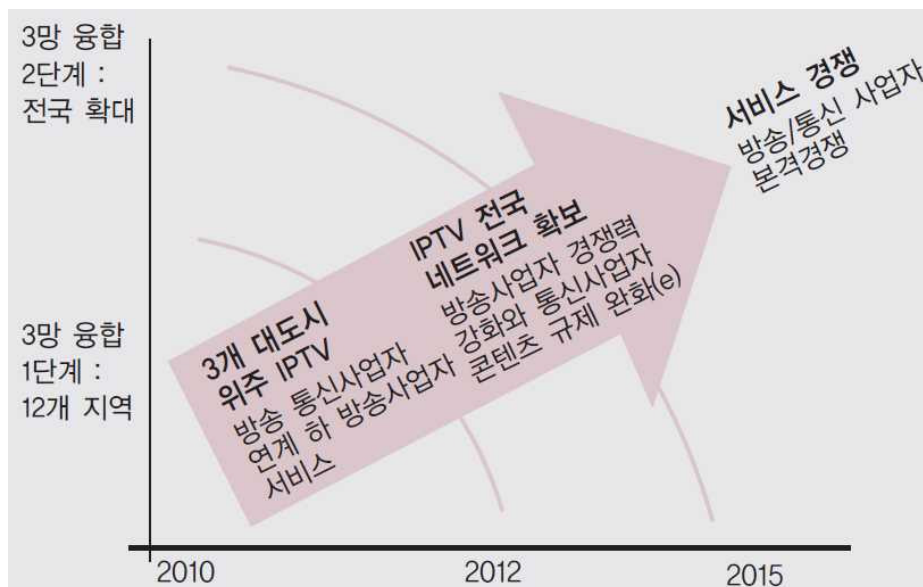 3망 융합
2단계 :
전국 확대
3망 융합
1단계 :
12개 지역
3개 대도시
위주 IPTV
방송 통신사업자
연계 하 방송사업자
서비스
IPTV 전국
네트워크 확보
방송사업자 경쟁력
강화와 통신사업자
콘텐츠 규제 완화(e)
서비스 경쟁
방송/통신 사업자
본격경쟁
2010
2012
2015